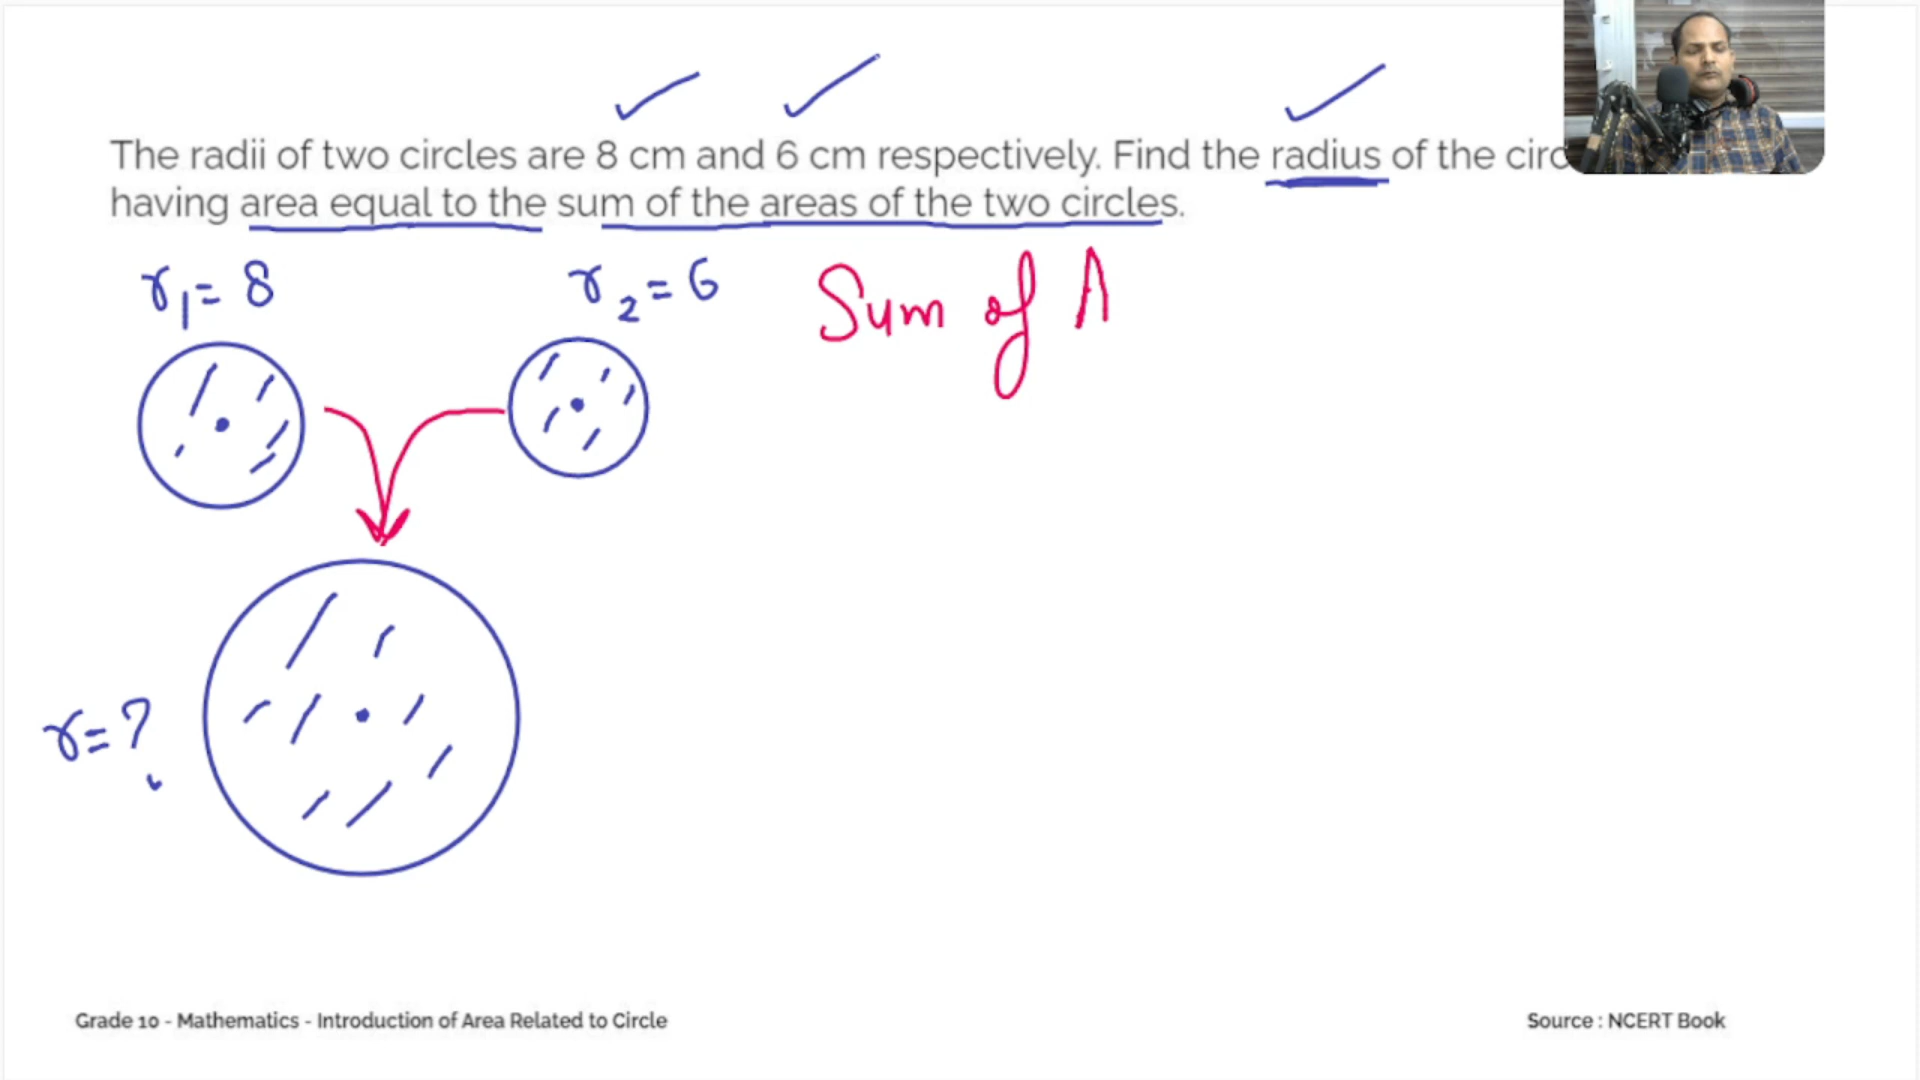 The radii of two circles are 8 cm and 6 cm respectively. Find the radius of the circ
having area equal to the sum of the areas of the two circles.
r₁ = 8
r₂ = 6
Sum of A
r = ?
Grade 10 - Mathematics - Introduction of Area Related to Circle
Source : NCERT Book